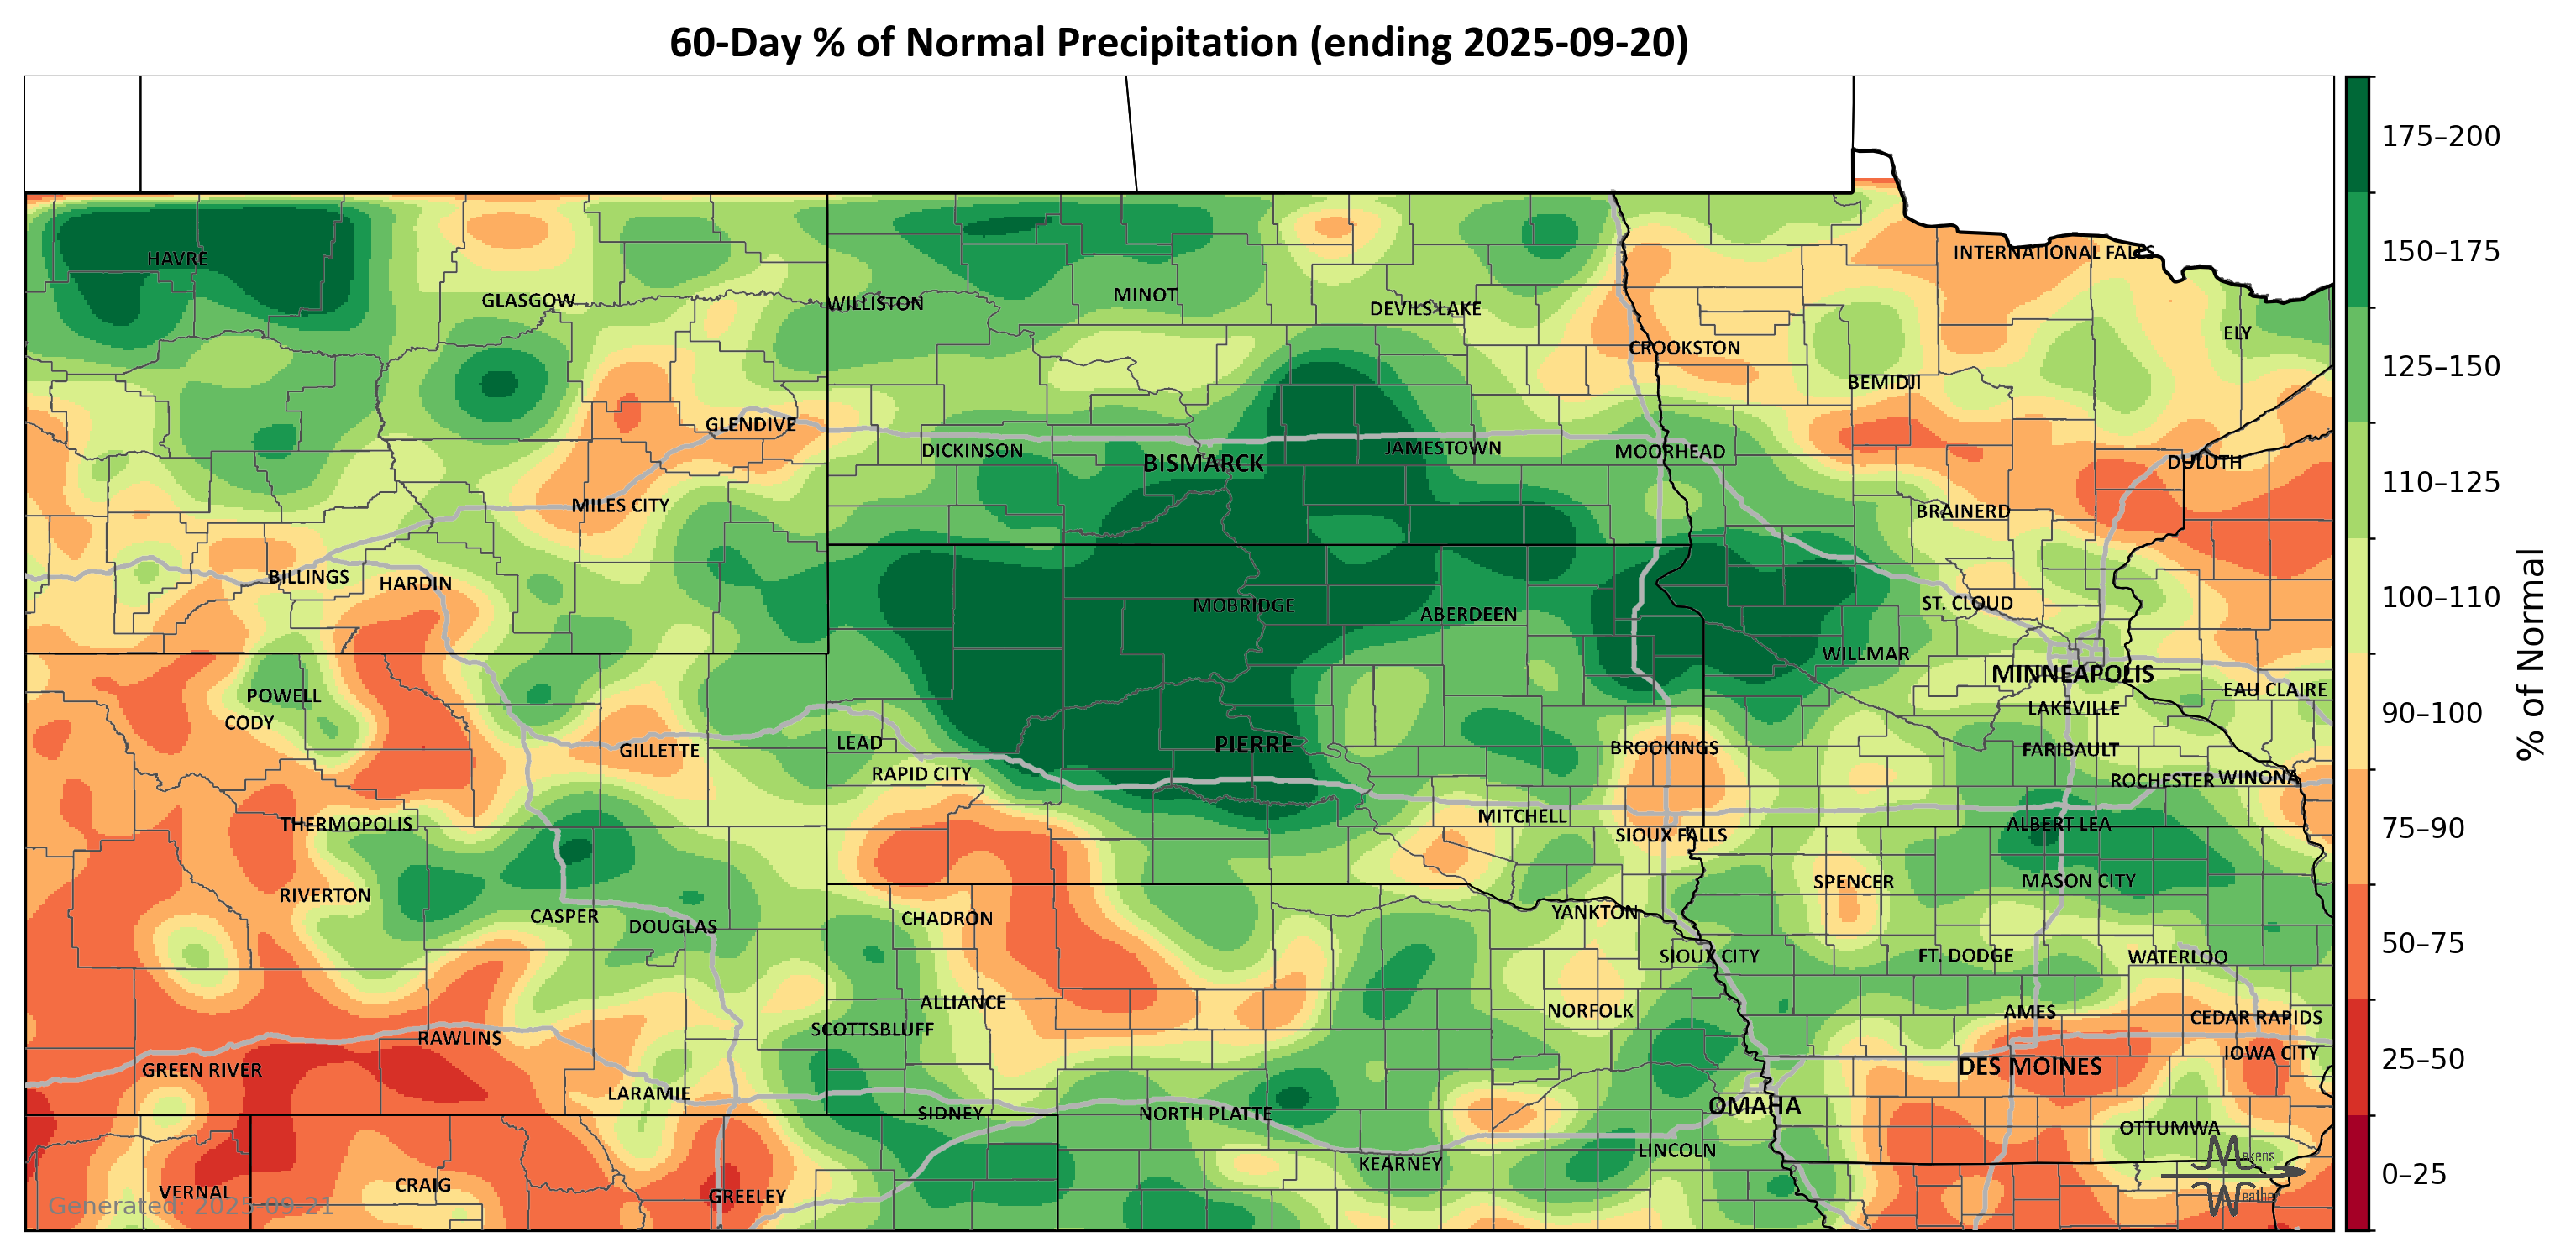 60-Day % of Normal Precipitation (ending 2025-09-20)
175–200
INTERNATIONAL FALLS
150–175
HAVRE
MINOT
GLASGOW
WILLISTON
DEVILS LAKE
ELY
CROOKSTON
125–150
BEMIDJI
GLENDIVE
DICKINSON
BISMARCK
JAMESTOWN
MOORHEAD
DULUTH
110–125
MILES CITY
BRAINERD
BILLINGS
HARDIN
MOBRIDGE
ABERDEEN
ST. CLOUD
100–110
WILLMAR
MINNEAPOLIS
% of Normal
POWELL
EAU CLAIRE
CODY
LAKEVILLE
90–100
GILLETTE
LEAD
PIERRE
BROOKINGS
FARIBAULT
RAPID CITY
ROCHESTER
WINONA
THERMOPOLIS
MITCHELL
SIOUX FALLS
ALBERT LEA
75–90
RIVERTON
SPENCER
MASON CITY
CASPER
DOUGLAS
CHADRON
YANKTON
50–75
SIOUX CITY
FT. DODGE
WATERLOO
ALLIANCE
NORFOLK
AMES
CEDAR RAPIDS
RAWLINS
SCOTTSBLUFF
IOWA CITY
25–50
GREEN RIVER
DES MOINES
LARAMIE
SIDNEY
NORTH PLATTE
OMAHA
OTTUMWA
LINCOLN
KEARNEY
Makens
Weather
0–25
VERNAL
CRAIG
GREELEY
Generated: 2025-09-21